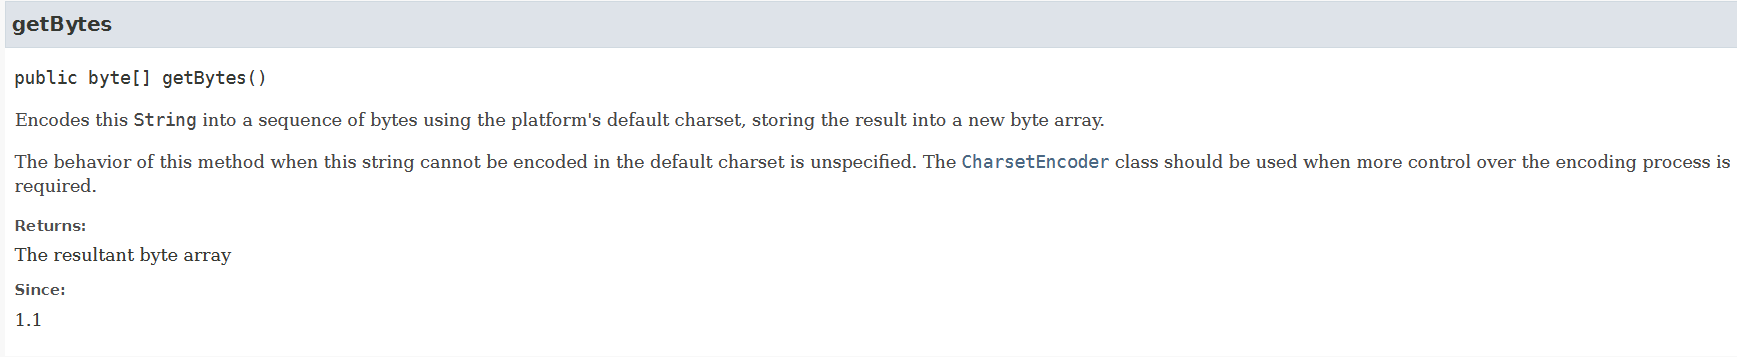 getBytes
public byte[] getBytes()
Encodes this String into a sequence of bytes using the platform's default charset, storing the result into a new byte array.
The behavior of this method when this string cannot be encoded in the default charset is unspecified. The CharsetEncoder class should be used when more control over the encoding process is
required.
Returns:
The resultant byte array
Since:
1.1